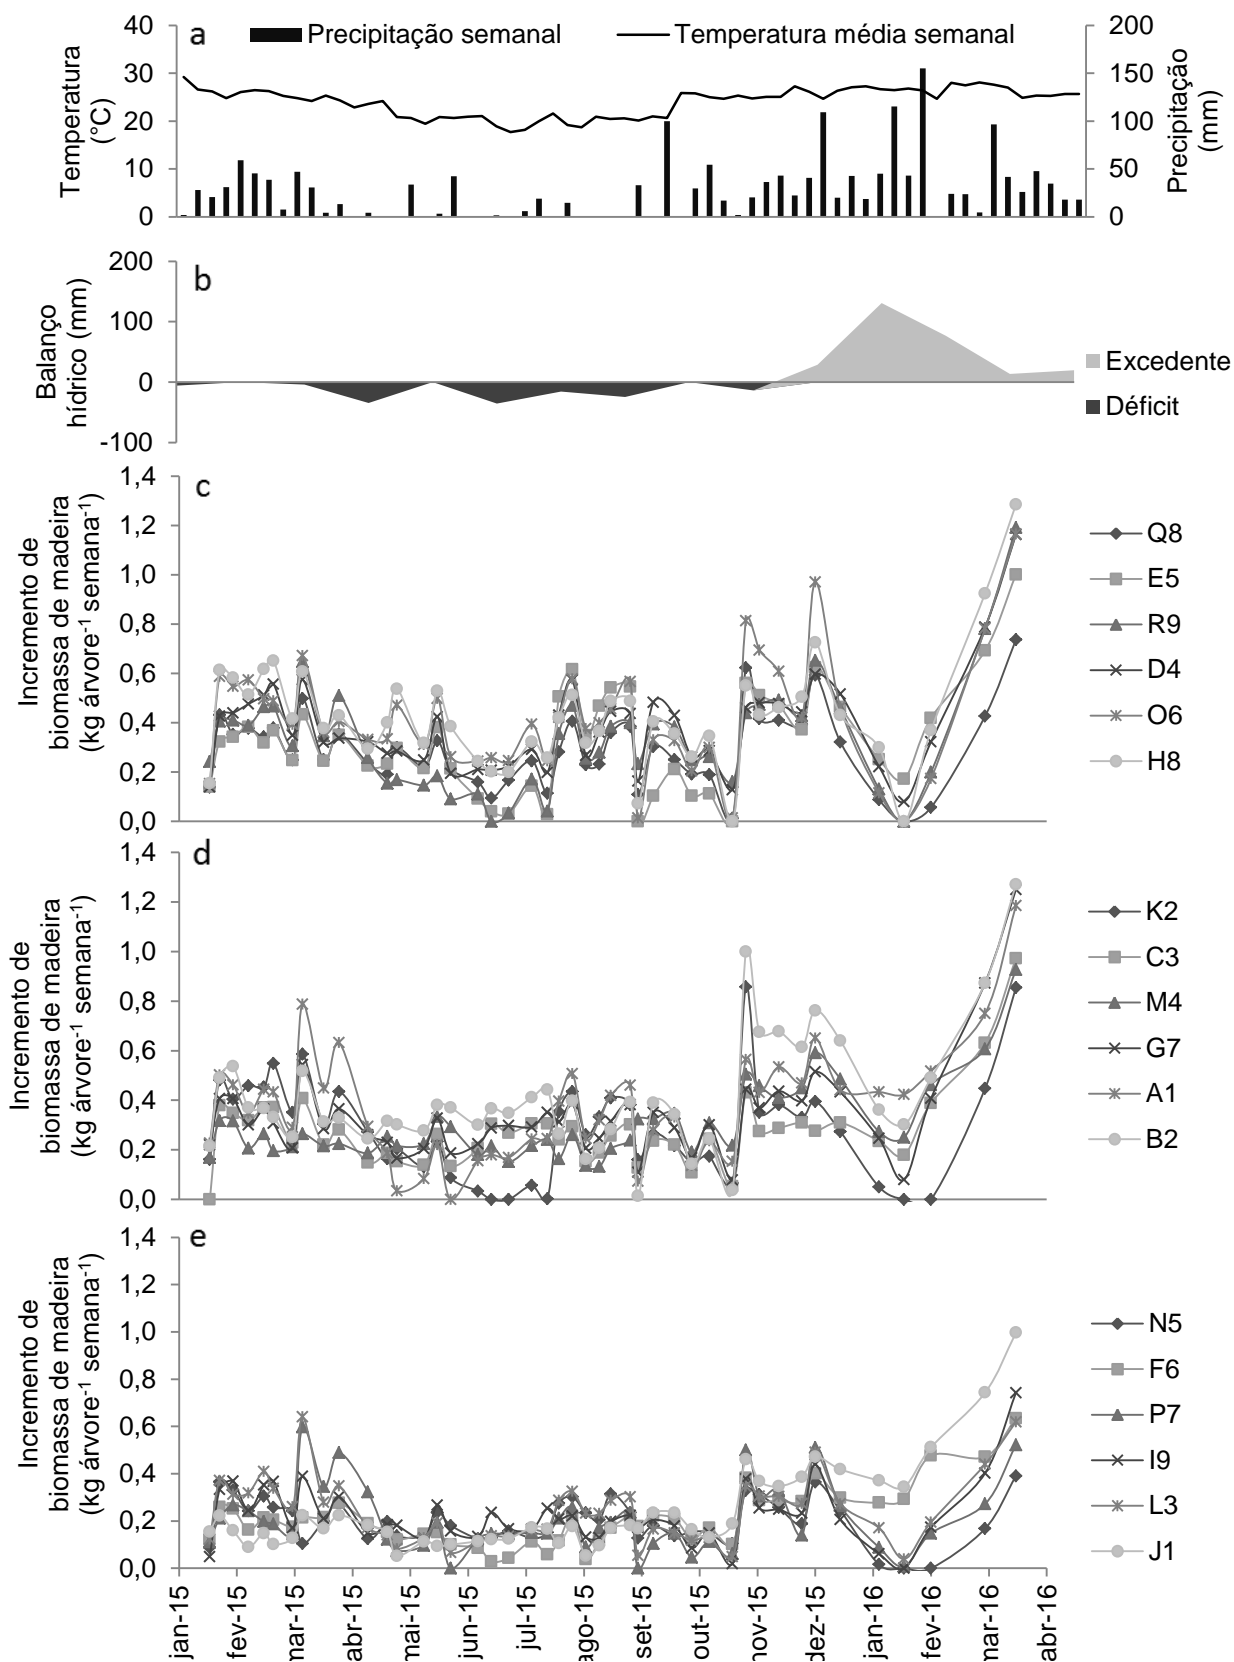 a
Precipitação semanal
Temperatura média semanal
Temperatura
(°C)
40
30
20
10
0
200
150
100
50
0
Precipitação
(mm)
b
Balanço
hídrico (mm)
200
100
0
-100
Excedente
Déficit
c
Incremento de
biomassa de madeira
(kg árvore-1 semana-1)
1,4
1,2
1,0
0,8
0,6
0,4
0,2
0,0
Q8
E5
R9
D4
O6
H8
d
Incremento de
biomassa de madeira
(kg árvore-1 semana-1)
1,4
1,2
1,0
0,8
0,6
0,4
0,2
0,0
K2
C3
M4
G7
A1
B2
e
Incremento de
biomassa de madeira
(kg árvore-1 semana-1)
1,4
1,2
1,0
0,8
0,6
0,4
0,2
0,0
N5
F6
P7
I9
L3
J1
jan-15
fev-15
mar-15
abr-15
mai-15
jun-15
jul-15
ago-15
set-15
out-15
nov-15
dez-15
jan-16
fev-16
mar-16
abr-16